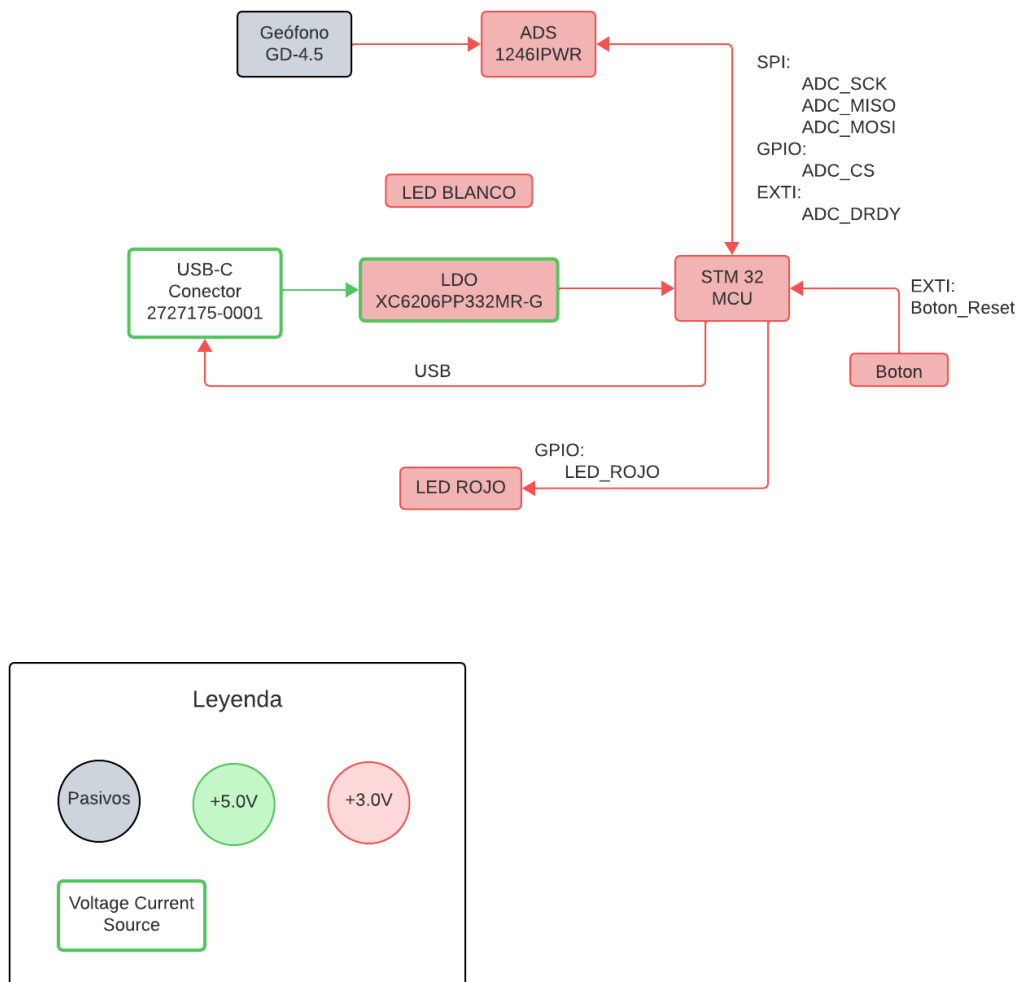 Geófono
GD-4.5
ADS
1246IPWR
SPI:
ADC_SCK
ADC_MISO
ADC_MOSI
GPIO:
ADC_CS
EXTI:
ADC_DRDY
LED BLANCO
USB-C
Conector
2727175-0001
LDO
XC6206PP332MR-G
STM 32
MCU
EXTI:
Boton_Reset
Boton
USB
GPIO:
LED_ROJO
LED ROJO
Leyenda
Pasivos
+5.0V
+3.0V
Voltage Current
Source